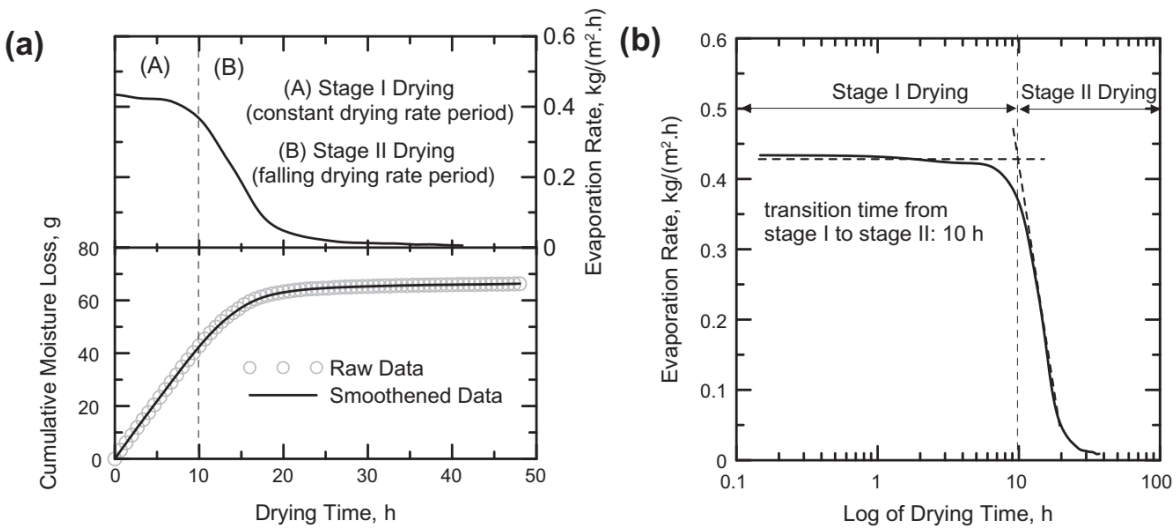 (a)
(A)
(B)
(A) Stage I Drying
(constant drying rate period)
(B) Stage II Drying
(falling drying rate period)
0.6
0.4
0.2
0
Evaporation Rate, kg/(m².h)
80
60
40
20
0
Cumulative Moisture Loss, g
Raw Data
Smoothened Data
0 10 20 30 40 50
Drying Time, h
(b)
0.6
0.5
0.4
0.3
0.2
0.1
0
Evaporation Rate, kg/(m².h)
Stage I Drying
Stage II Drying
transition time from
stage I to stage II: 10 h
0.1 1 10 100
Log of Drying Time, h